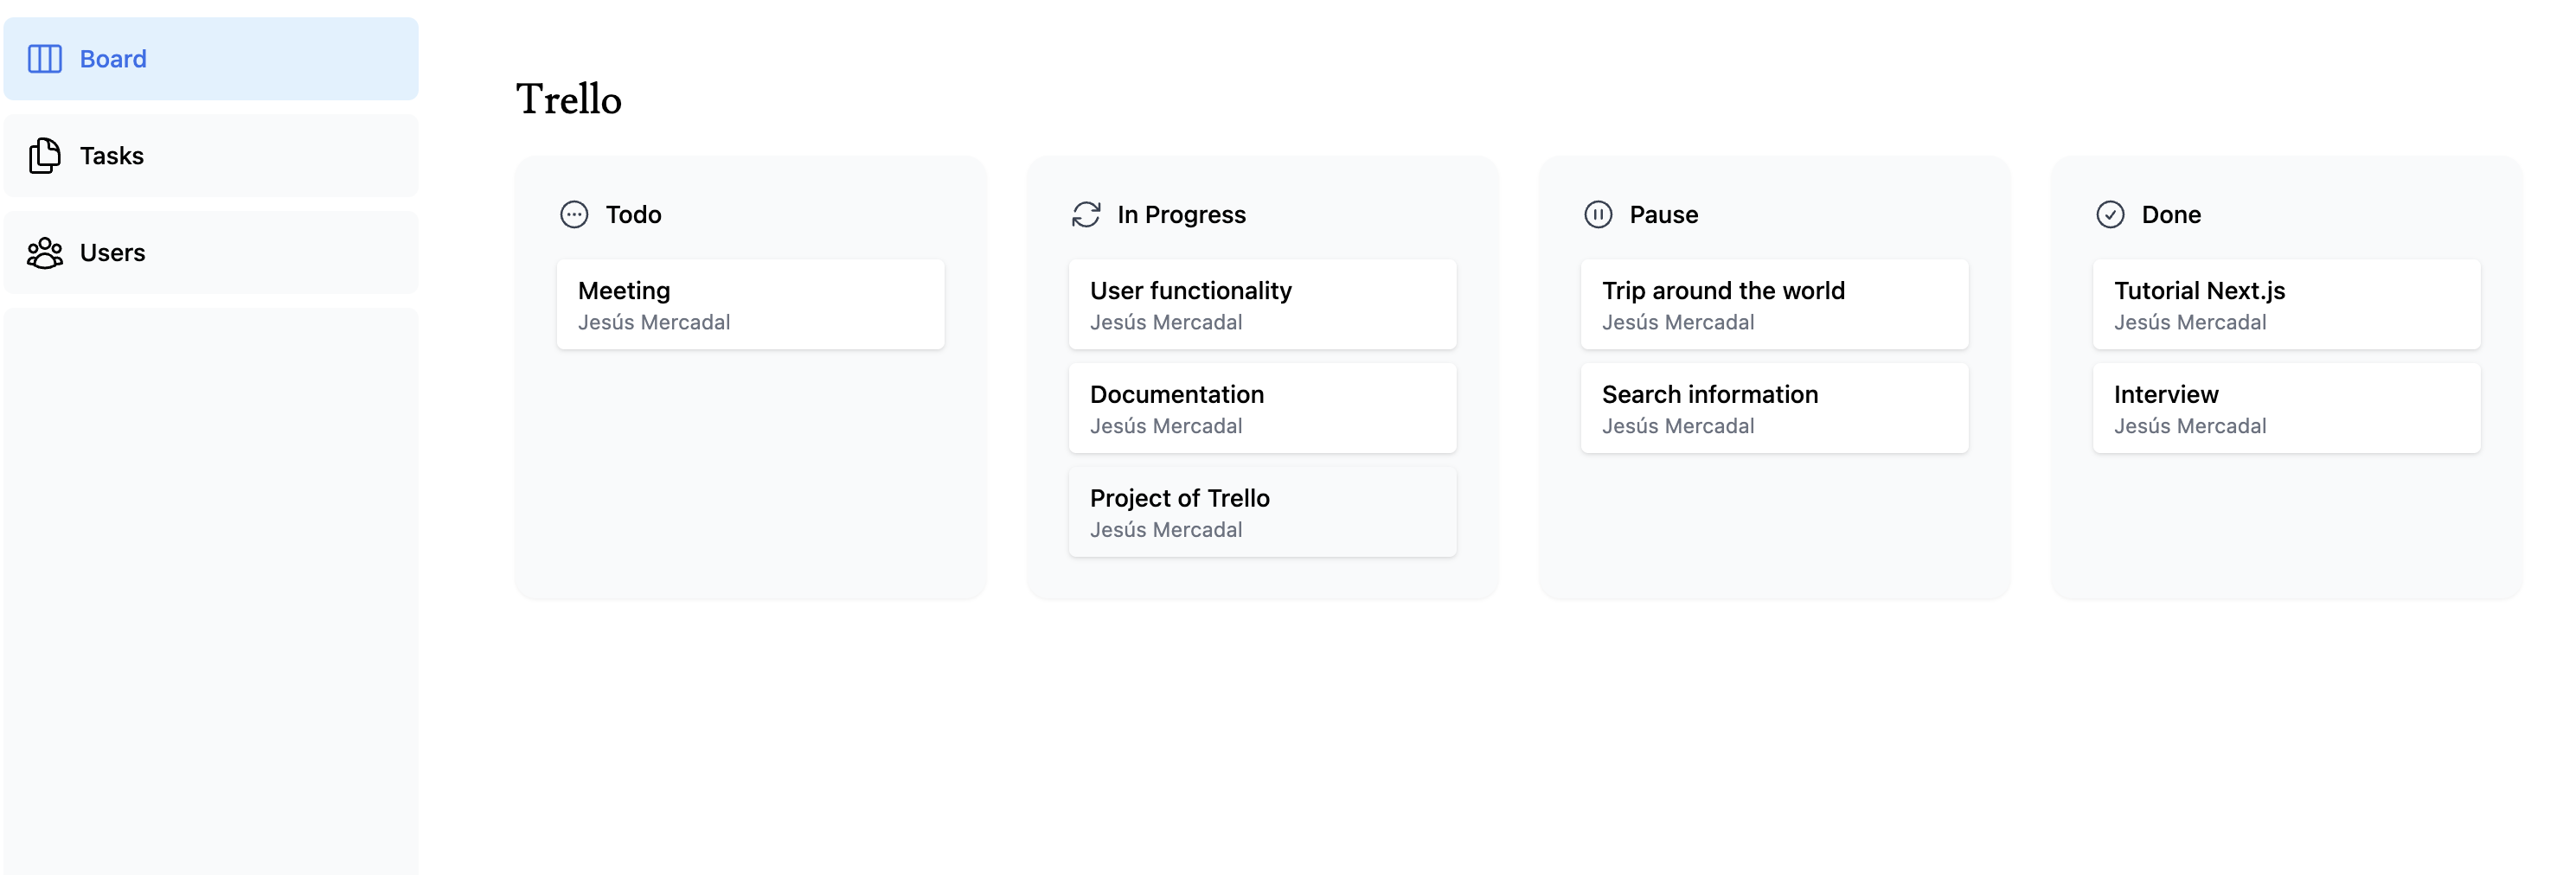 Board
Tasks
Users
Trello
Todo
Meeting
Jesús Mercadal
In Progress
User functionality
Jesús Mercadal
Documentation
Jesús Mercadal
Project of Trello
Jesús Mercadal
Pause
Trip around the world
Jesús Mercadal
Search information
Jesús Mercadal
Done
Tutorial Next.js
Jesús Mercadal
Interview
Jesús Mercadal